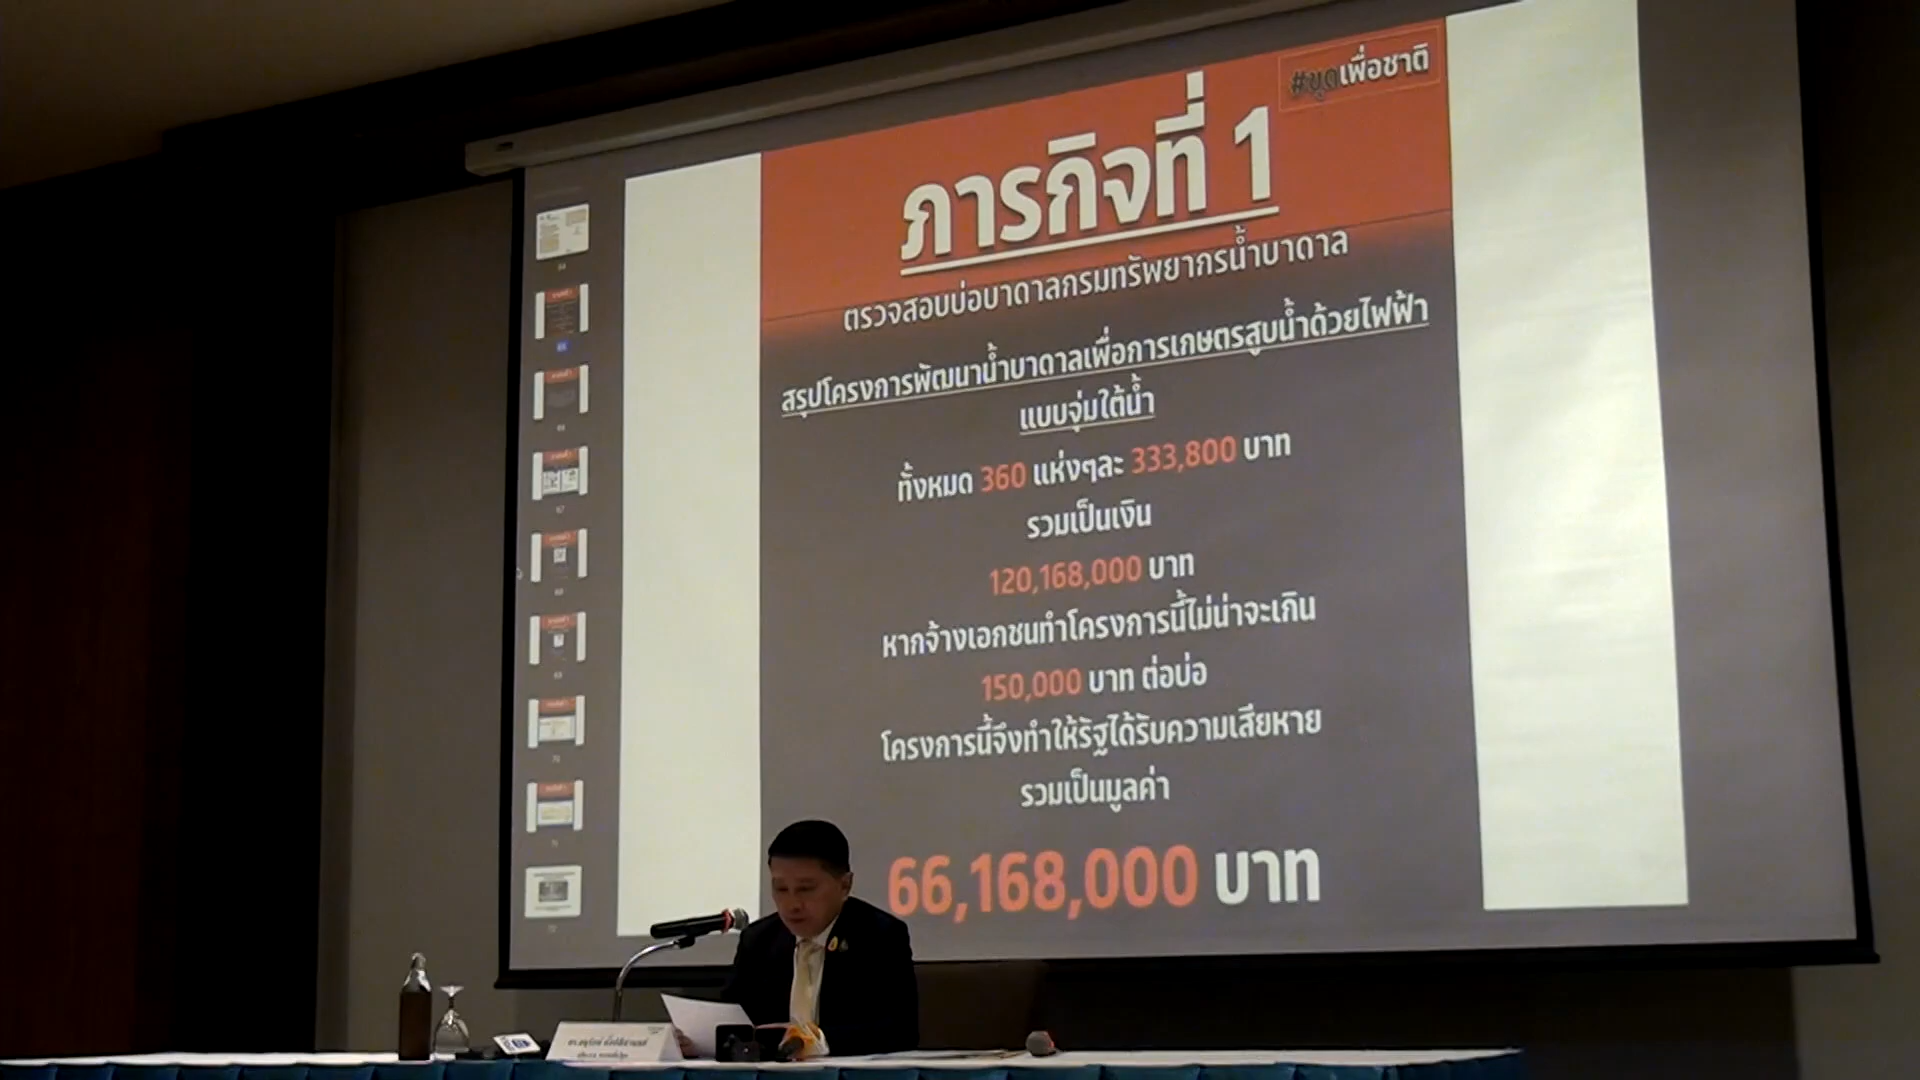 #ขุดเพื่อชาติ
ภารกิจที่ 1
ตรวจสอบบ่อบาดาลกรมทรัพยากรน้ำบาดาล
สรุปโครงการพัฒนาน้ำบาดาลเพื่อการเกษตรสูบน้ำด้วยไฟฟ้า
แบบจุ่มใต้น้ำ
ทั้งหมด 360 แห่งๆละ 333,800 บาท
รวมเป็นเงิน
120,168,000 บาท
หากจ้างเอกชนทำโครงการนี้ไม่น่าจะเกิน
150,000 บาท ต่อบ่อ
โครงการนี้จึงทำให้รัฐได้รับความเสียหาย
รวมเป็นมูลค่า
66,168,000 บาท